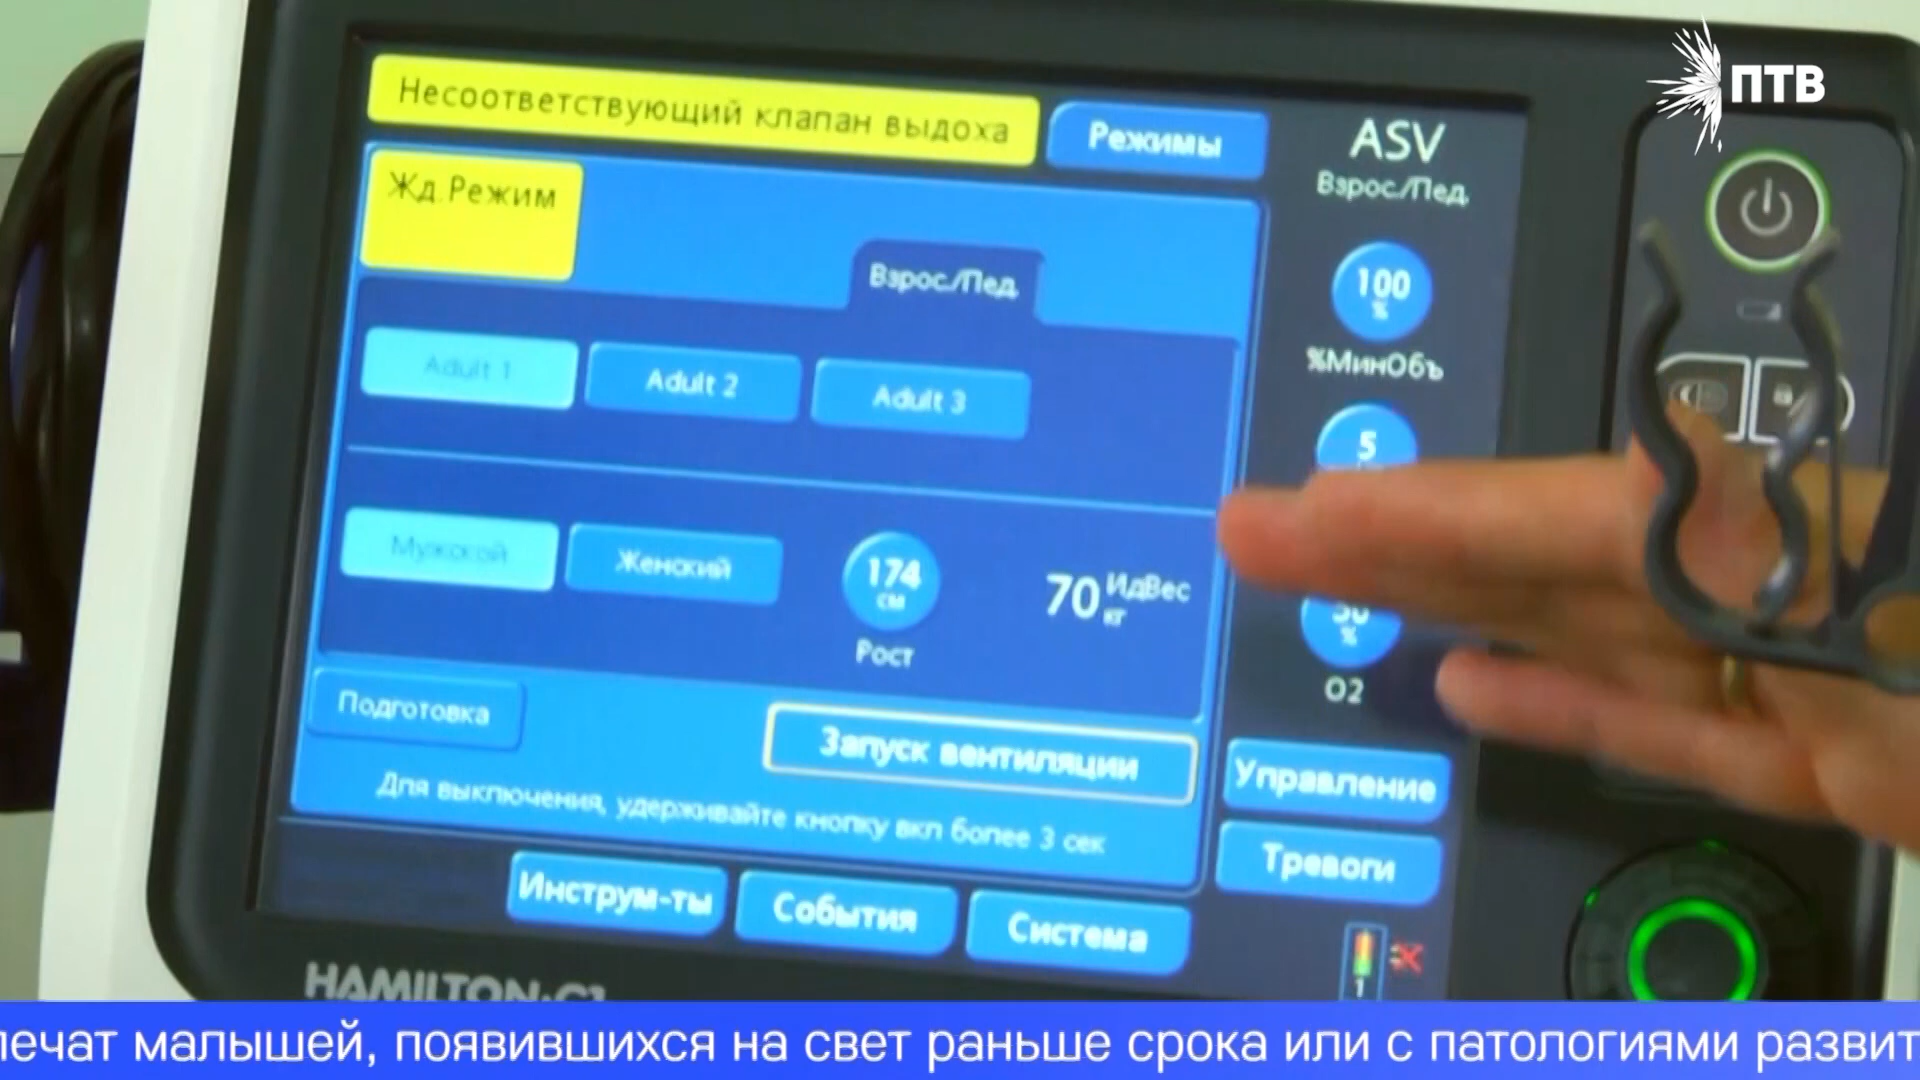 ПТВ
Несоответствующий клапан выдоха
Режимы
ASV
Взрос./Пед.
Жд.Режим
Взрос./Пед.
100
%
%МинОбъ
Adult 1
Adult 2
Adult 3
5
Мужской
Женский
174
см
Рост
70 ИдВес
кг
%
O2
Подготовка
Запуск вентиляции
Управление
Для выключения, удерживайте кнопку вкл более 3 сек
Тревоги
Инструм-ты
События
Система
1
HAMILTON-C1
печат малышей, появившихся на свет раньше срока или с патологиями развит